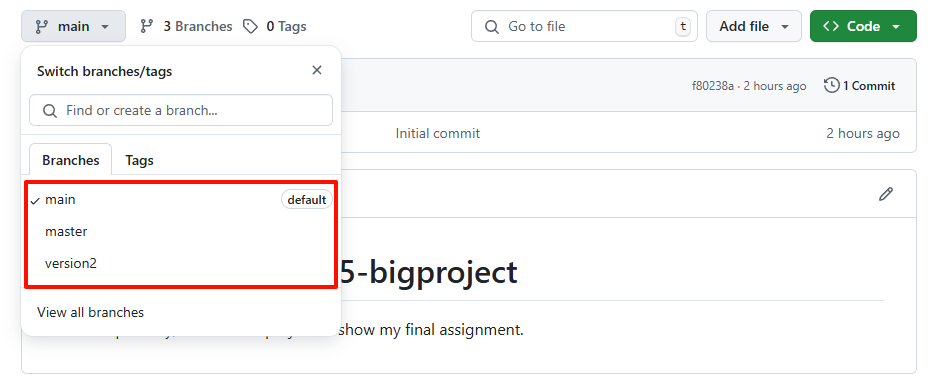 main 3 Branches 0 Tags Go to file t Add file Code
Switch branches/tags
f80238a · 2 hours ago 1 Commit
Find or create a branch...
Initial commit 2 hours ago
Branches Tags
main default
master
version2
5-bigproject
View all branches
show my final assignment.